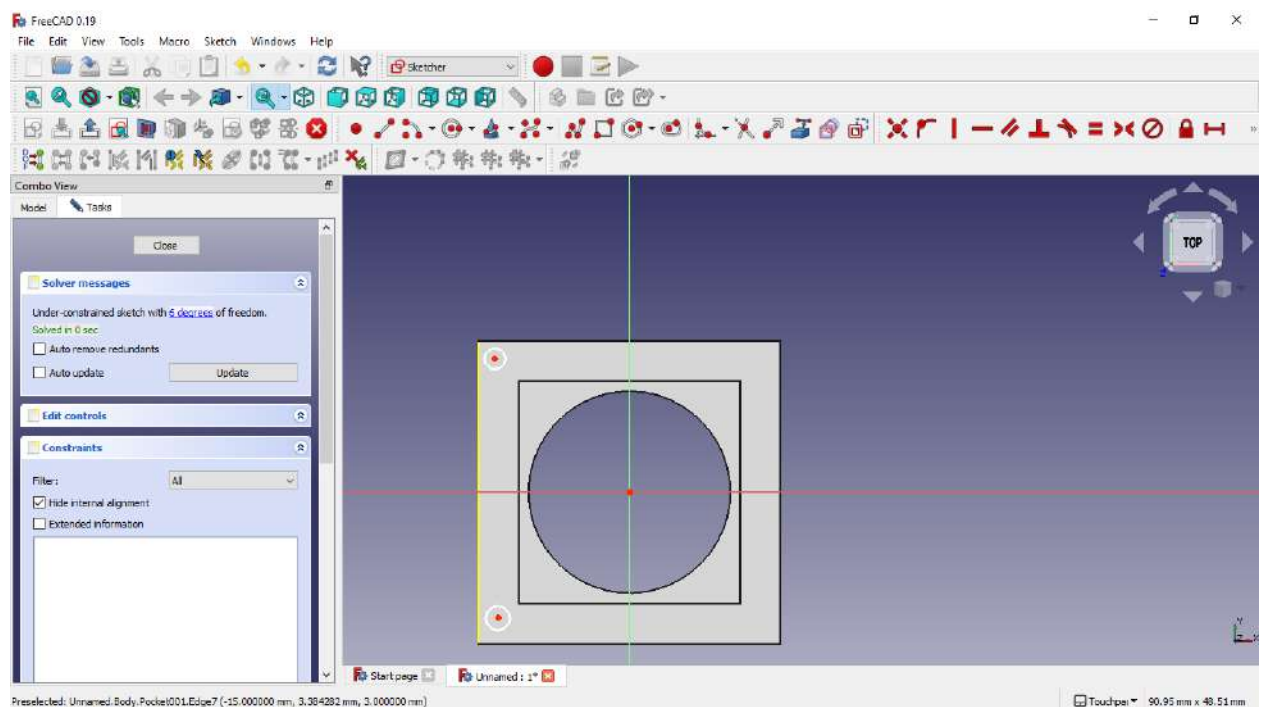 FreeCAD 0.19
File Edit View Tools Macro Sketch Windows Help
Sketcher
Combo View
Model Tasks
Close
Solver messages
Under-constrained sketch with 6 degrees of freedom.
Solved in 0 sec
Auto remove redundants
Auto update Update
Edit controls
Constraints
Filter: All
Hide internal alignment
Extended information
TOP
Y
Z X
Start page Unnamed : 1*
Preselected: Unnamed.Body.Pocket001.Edge7 (-15.000000 mm, 3.384282 mm, 3.000000 mm) Touchpa 90.95 mm x 48.51 mm